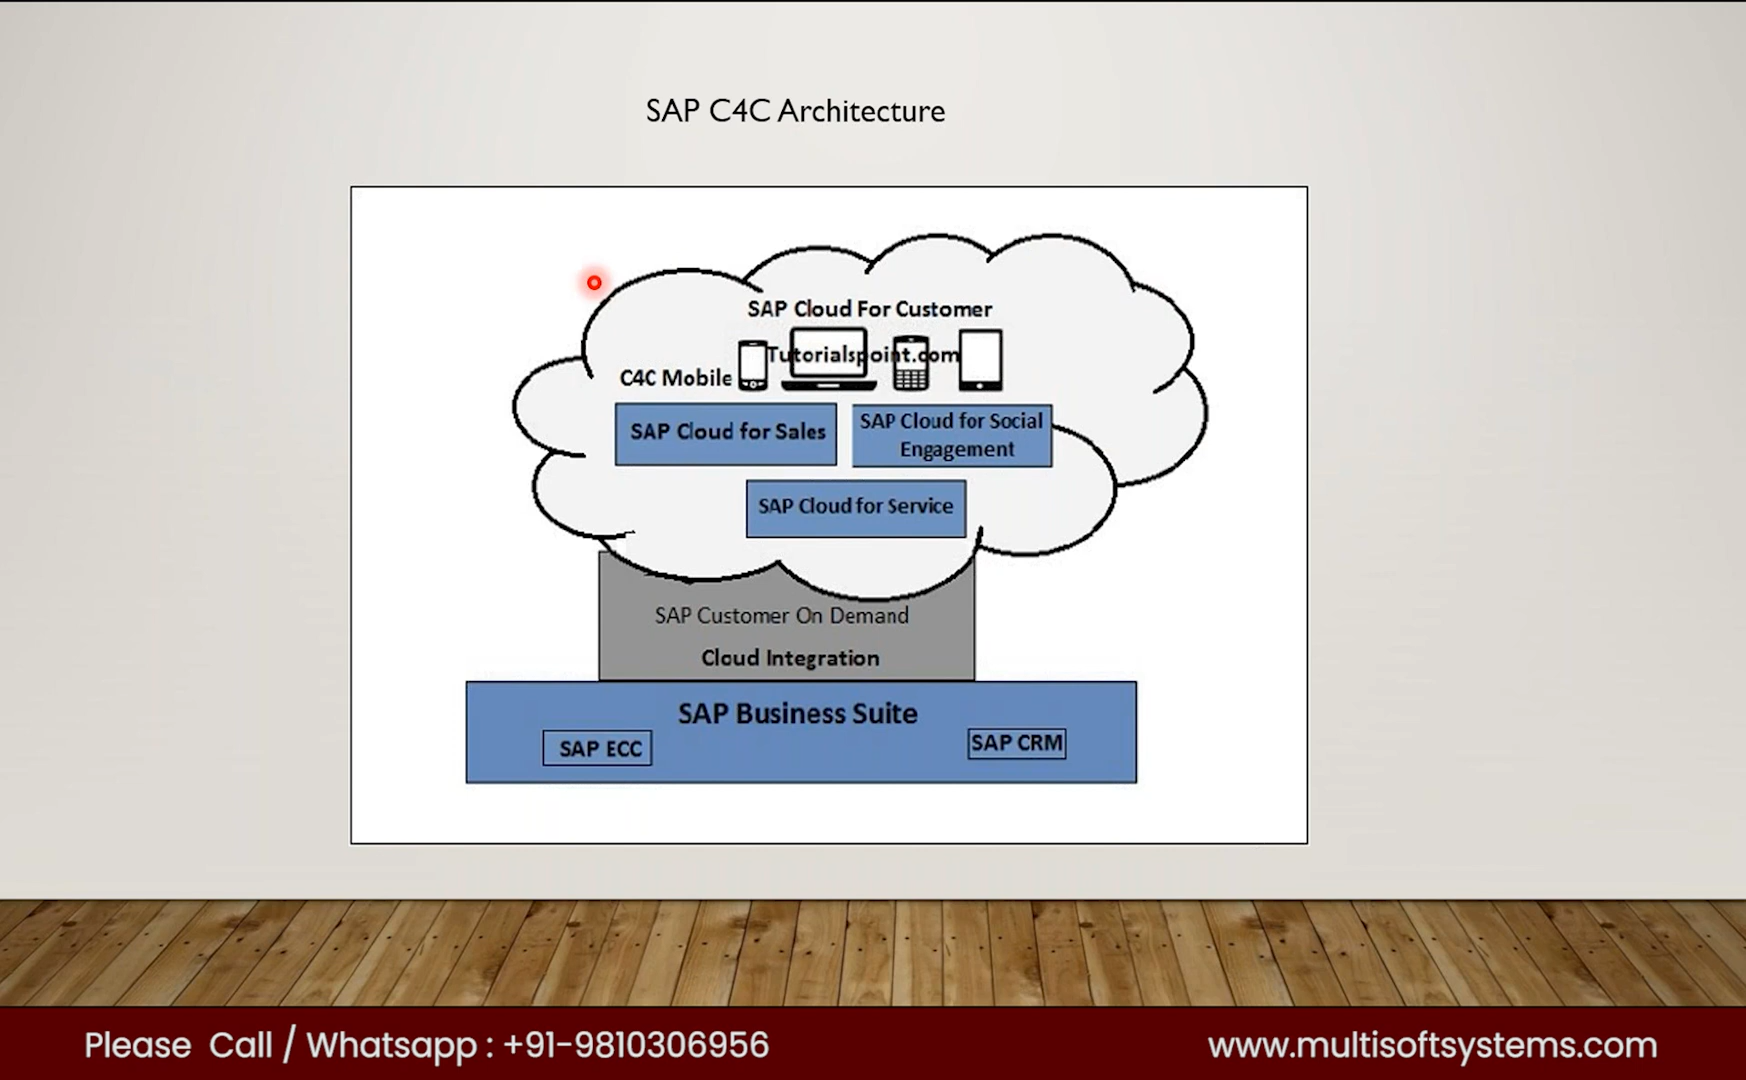 SAP C4C Architecture
SAP Cloud For Customer
Tutorialspoint.com
C4C Mobile
SAP Cloud for Sales
SAP Cloud for Social
Engagement
SAP Cloud for Service
SAP Customer On Demand
Cloud Integration
SAP Business Suite
SAP ECC
SAP CRM
Please Call / Whatsapp : +91-9810306956
www.multisoftsystems.com